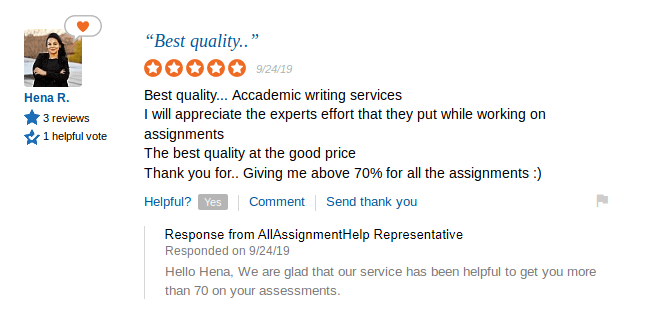 “Best quality..”
9/24/19
Hena R.
3 reviews
1 helpful vote
Best quality... Accademic writing services
I will appreciate the experts effort that they put while working on
assignments
The best quality at the good price
Thank you for.. Giving me above 70% for all the assignments :)
Helpful? Yes Comment Send thank you
Response from AllAssignmentHelp Representative
Responded on 9/24/19
Hello Hena, We are glad that our service has been helpful to get you more
than 70 on your assessments.